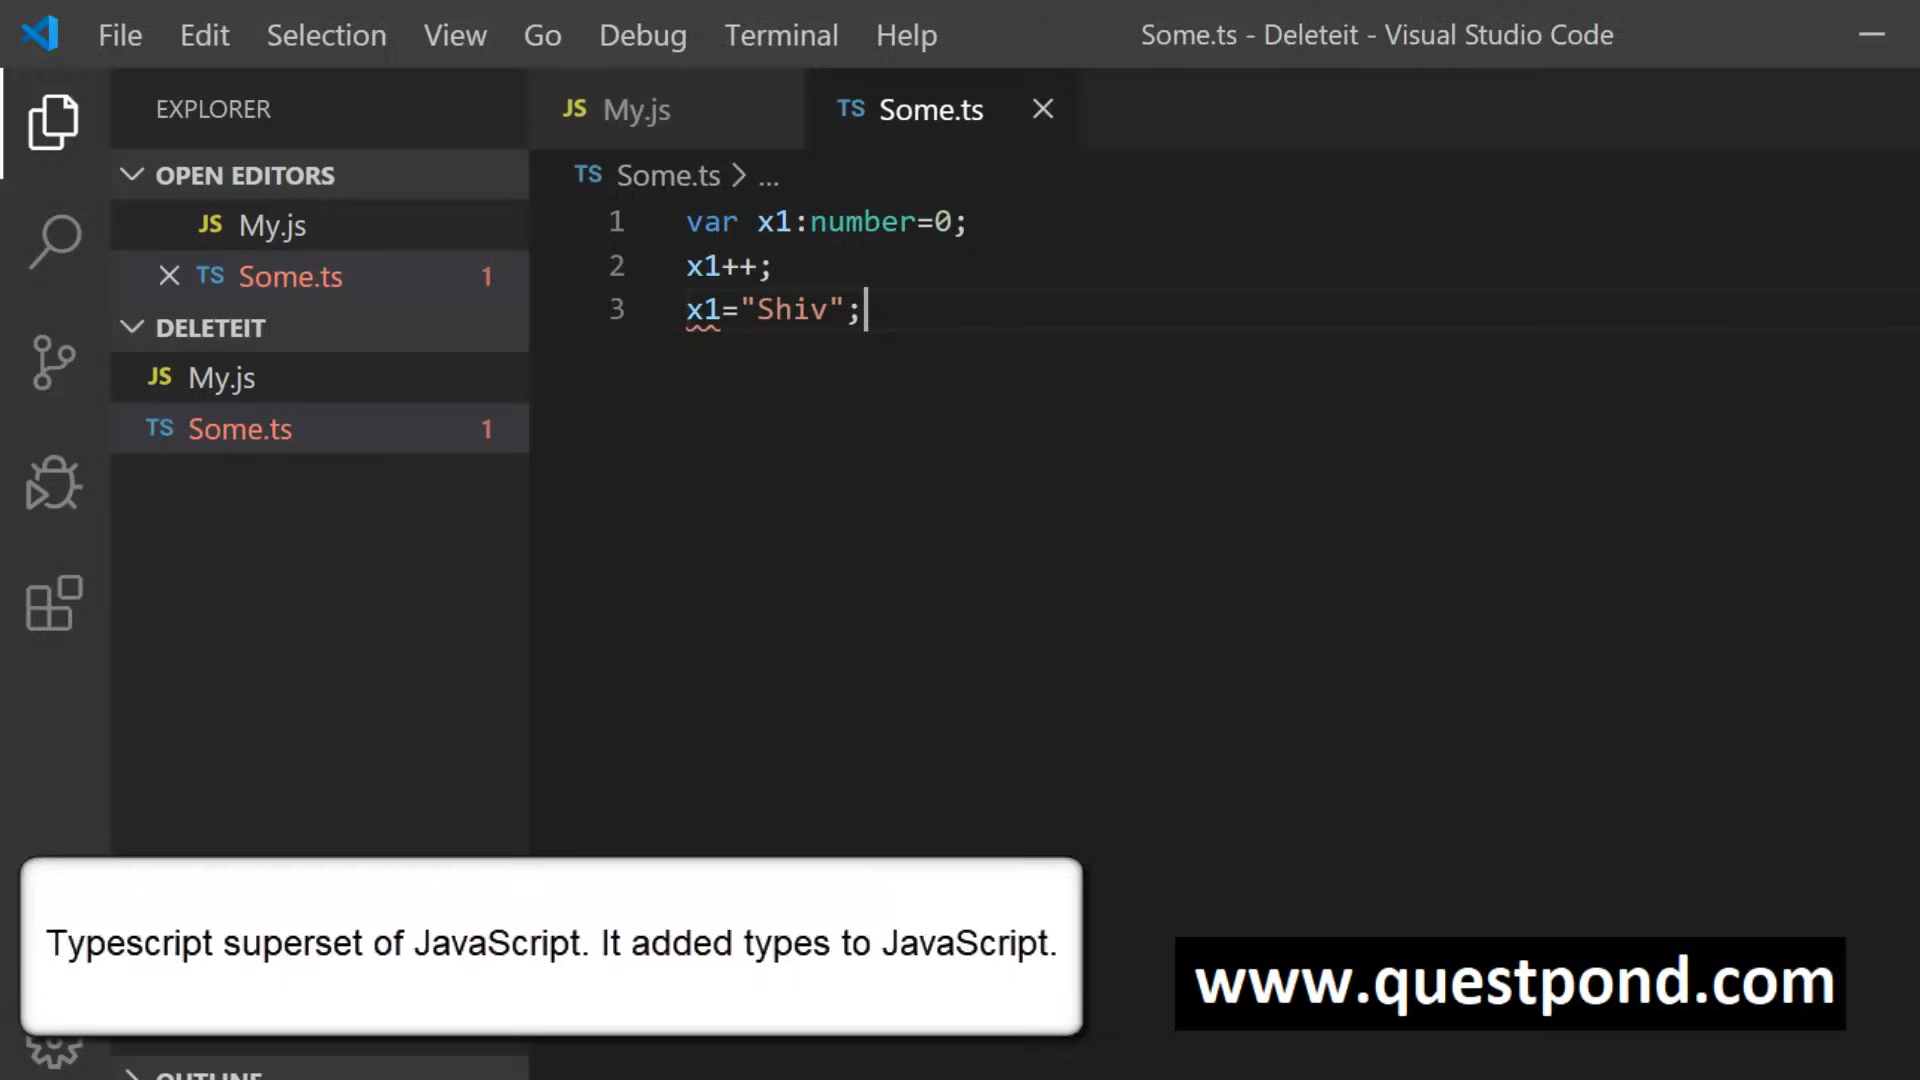 File Edit Selection View Go Debug Terminal Help Some.ts - Deleteit - Visual Studio Code
EXPLORER
OPEN EDITORS
JS My.js
TS Some.ts 1
DELETEIT
JS My.js
TS Some.ts 1
OUTLINE
JS My.js TS Some.ts
TS Some.ts > ...
1 var x1:number=0;
2 x1++;
3 x1="Shiv";
Typescript superset of JavaScript. It added types to JavaScript.
www.questpond.com